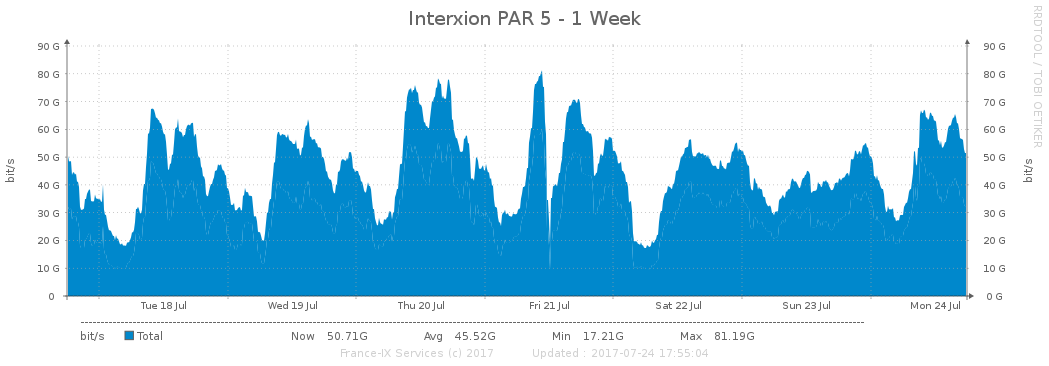 Interxion PAR 5 - 1 Week
RRDTOOL / TOBI OETIKER
bit/s
90 G 90 G
80 G 80 G
70 G 70 G
60 G 60 G
50 G 50 G
40 G 40 G
30 G 30 G
20 G 20 G
10 G 10 G
0 0 G
bit/s
Tue 18 Jul Wed 19 Jul Thu 20 Jul Fri 21 Jul Sat 22 Jul Sun 23 Jul Mon 24 Jul
bit/s Total Now 50.71G Avg 45.52G Min 17.21G Max 81.19G
France-IX Services (c) 2017 Updated : 2017-07-24 17:55:04